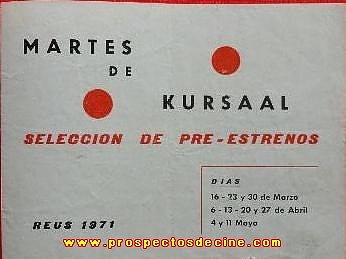 MARTES
DE
KURSAAL
SELECCION DE PRE-ESTRENOS
DIAS
16 - 23 y 30 de Marzo
6 - 13 - 20 y 27 de Abril
4 y 11 Mayo
REUS 1971
www.prospectosdecine.com